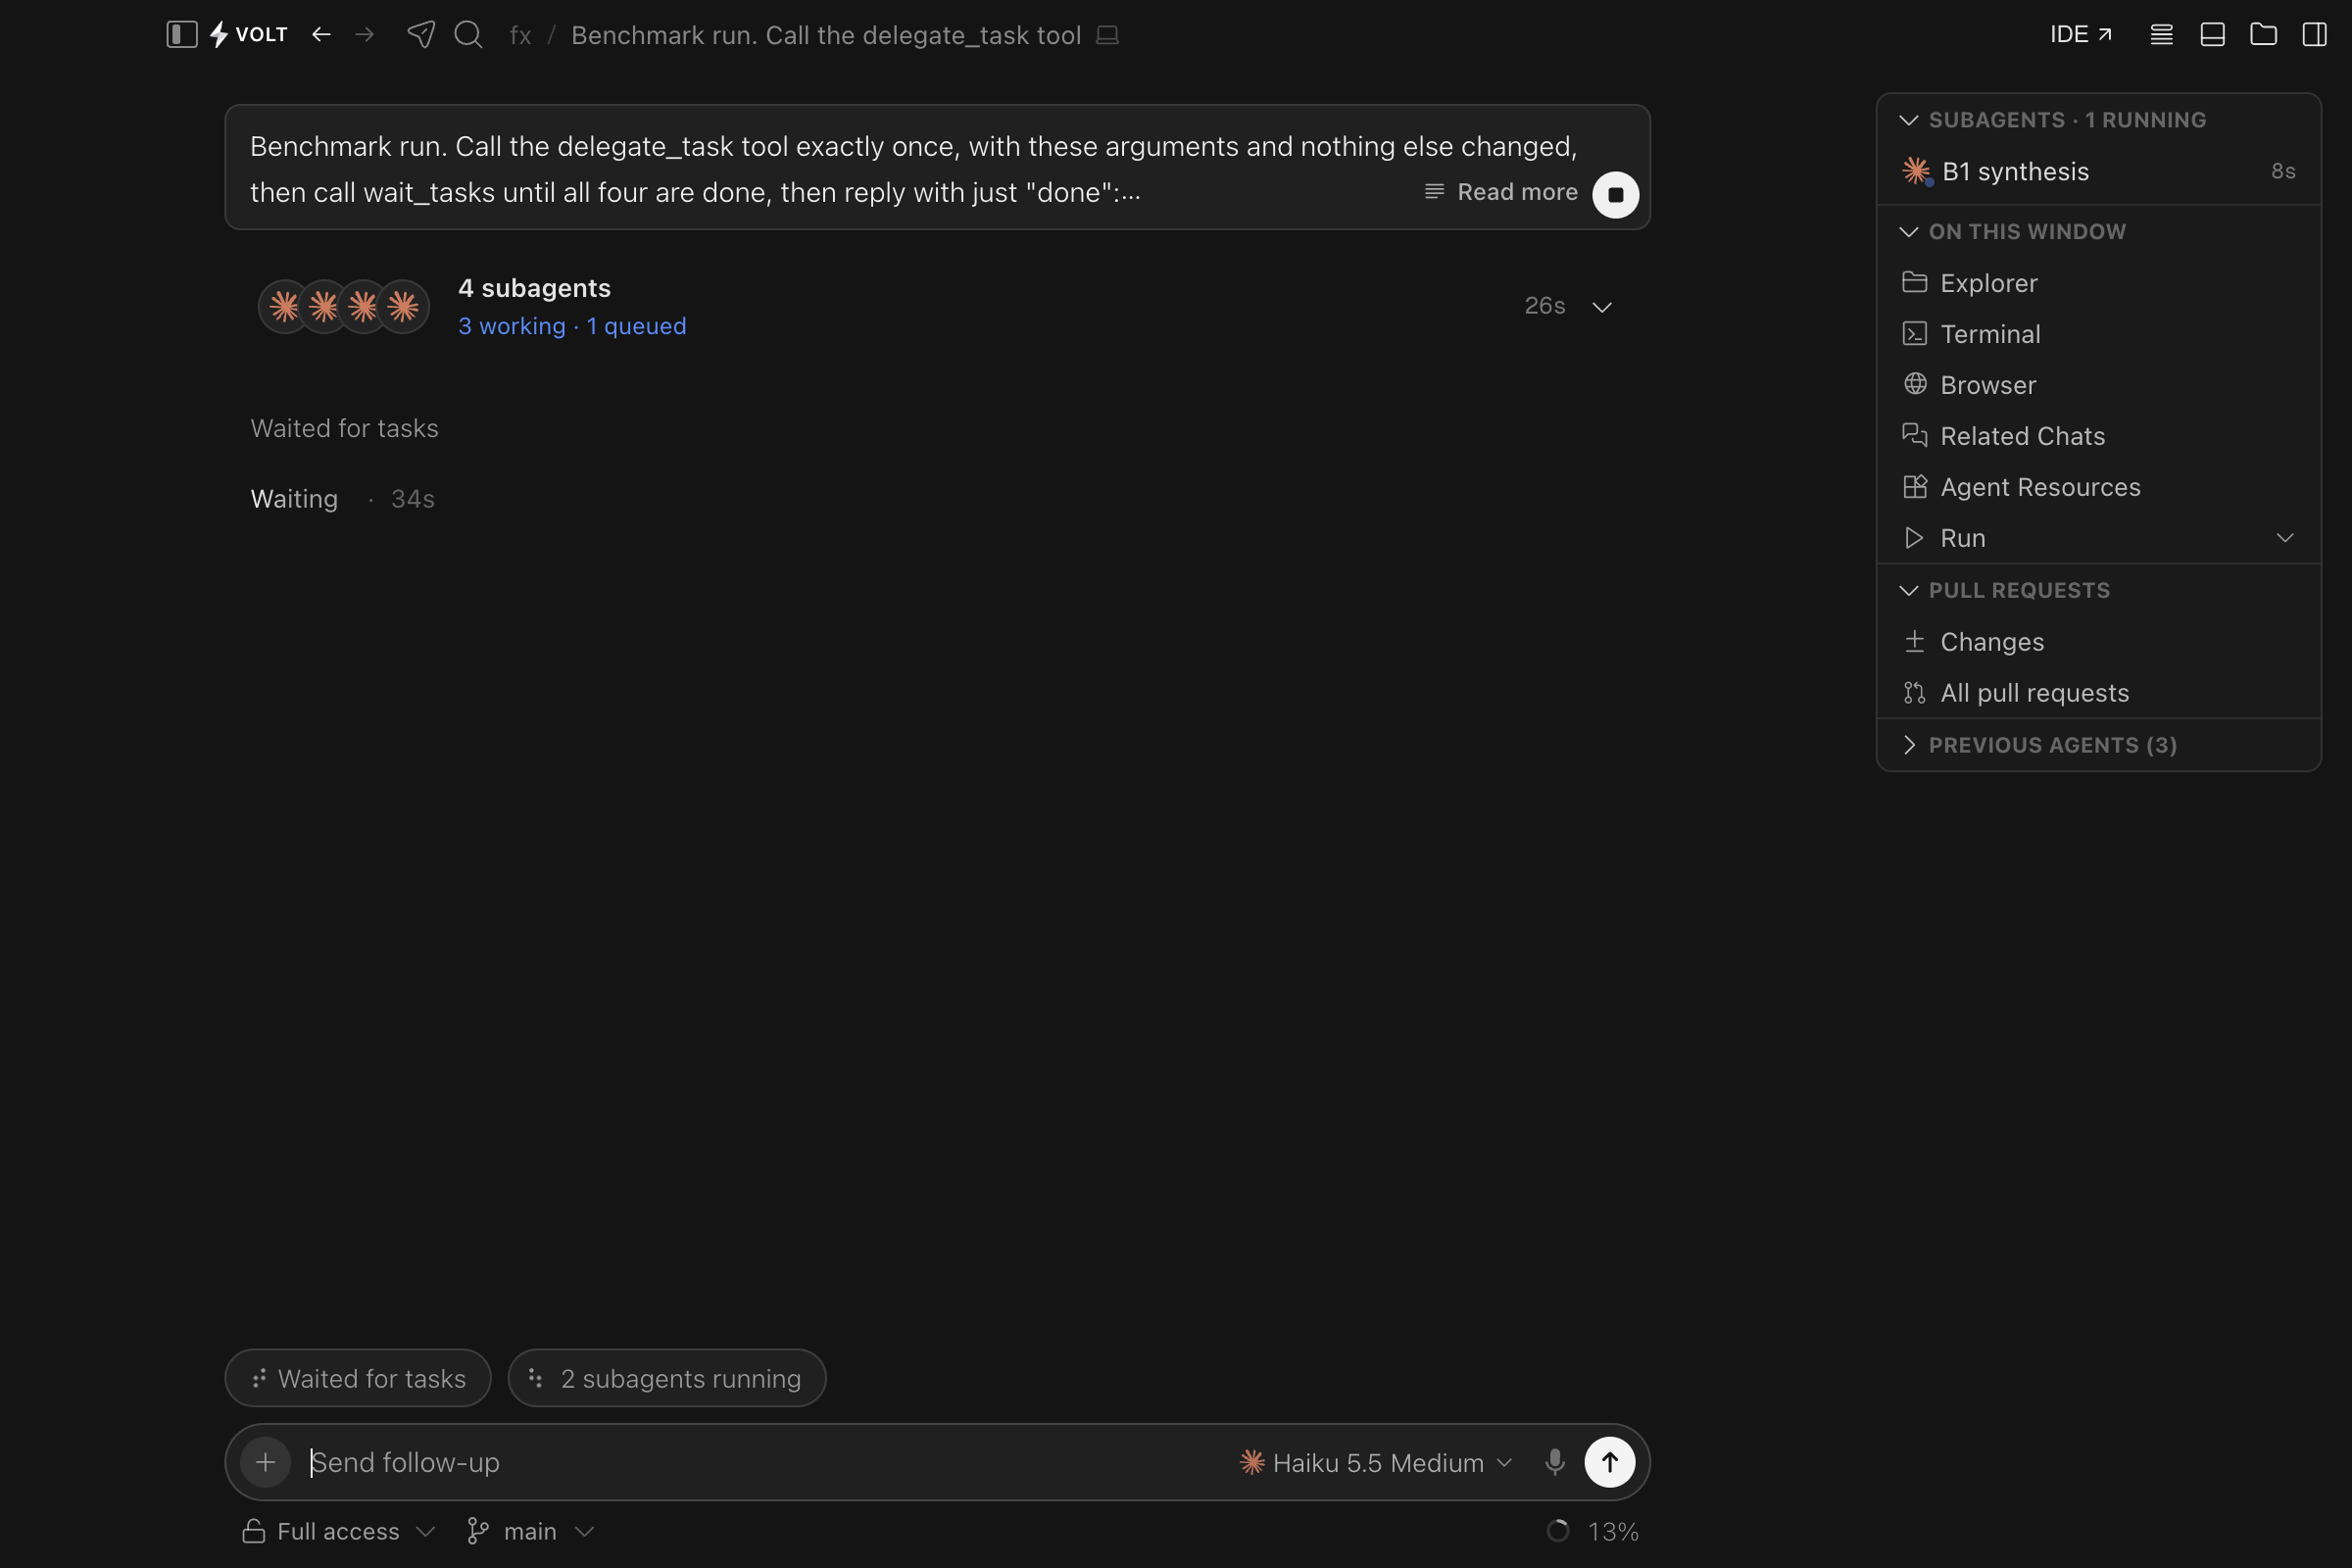 VOLT
fx / Benchmark run. Call the delegate_task tool
IDE
Benchmark run. Call the delegate_task tool exactly once, with these arguments and nothing else changed,
then call wait_tasks until all four are done, then reply with just "done":...
Read more
4 subagents
3 working · 1 queued
26s
Waited for tasks
Waiting · 34s
SUBAGENTS · 1 RUNNING
B1 synthesis 8s
ON THIS WINDOW
Explorer
Terminal
Browser
Related Chats
Agent Resources
Run
PULL REQUESTS
Changes
All pull requests
PREVIOUS AGENTS (3)
Waited for tasks
2 subagents running
Send follow-up
Haiku 5.5 Medium
Full access
main
13%